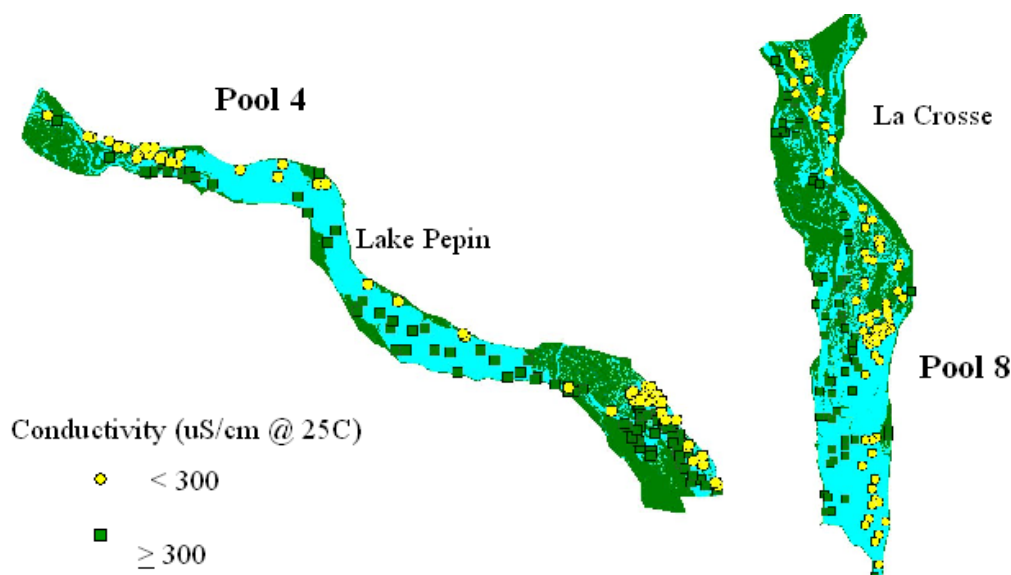 Pool 4
La Crosse
Lake Pepin
Pool 8
Conductivity (uS/cm @ 25C)
< 300
≥ 300